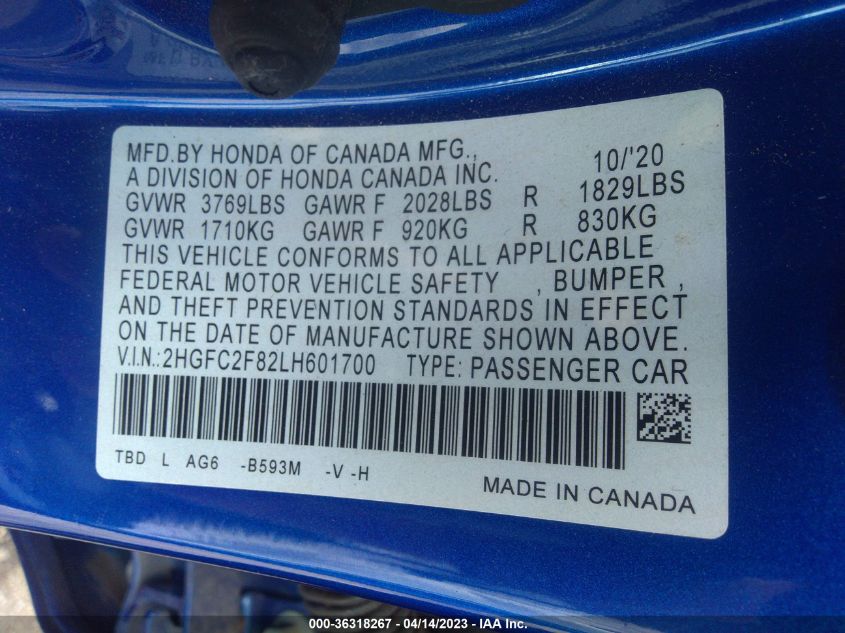 MFD.BY HONDA OF CANADA MFG., 10/'20
A DIVISION OF HONDA CANADA INC.
GVWR 3769LBS GAWR F 2028LBS R 1829LBS
GVWR 1710KG GAWR F 920KG R 830KG
THIS VEHICLE CONFORMS TO ALL APPLICABLE
FEDERAL MOTOR VEHICLE SAFETY , BUMPER ,
AND THEFT PREVENTION STANDARDS IN EFFECT
ON THE DATE OF MANUFACTURE SHOWN ABOVE.
V.I.N.: 2HGFC2F82LH601700 TYPE: PASSENGER CAR
TBD L AG6 -B593M -V -H
MADE IN CANADA
000-36318267 - 04/14/2023 - IAAI.COM